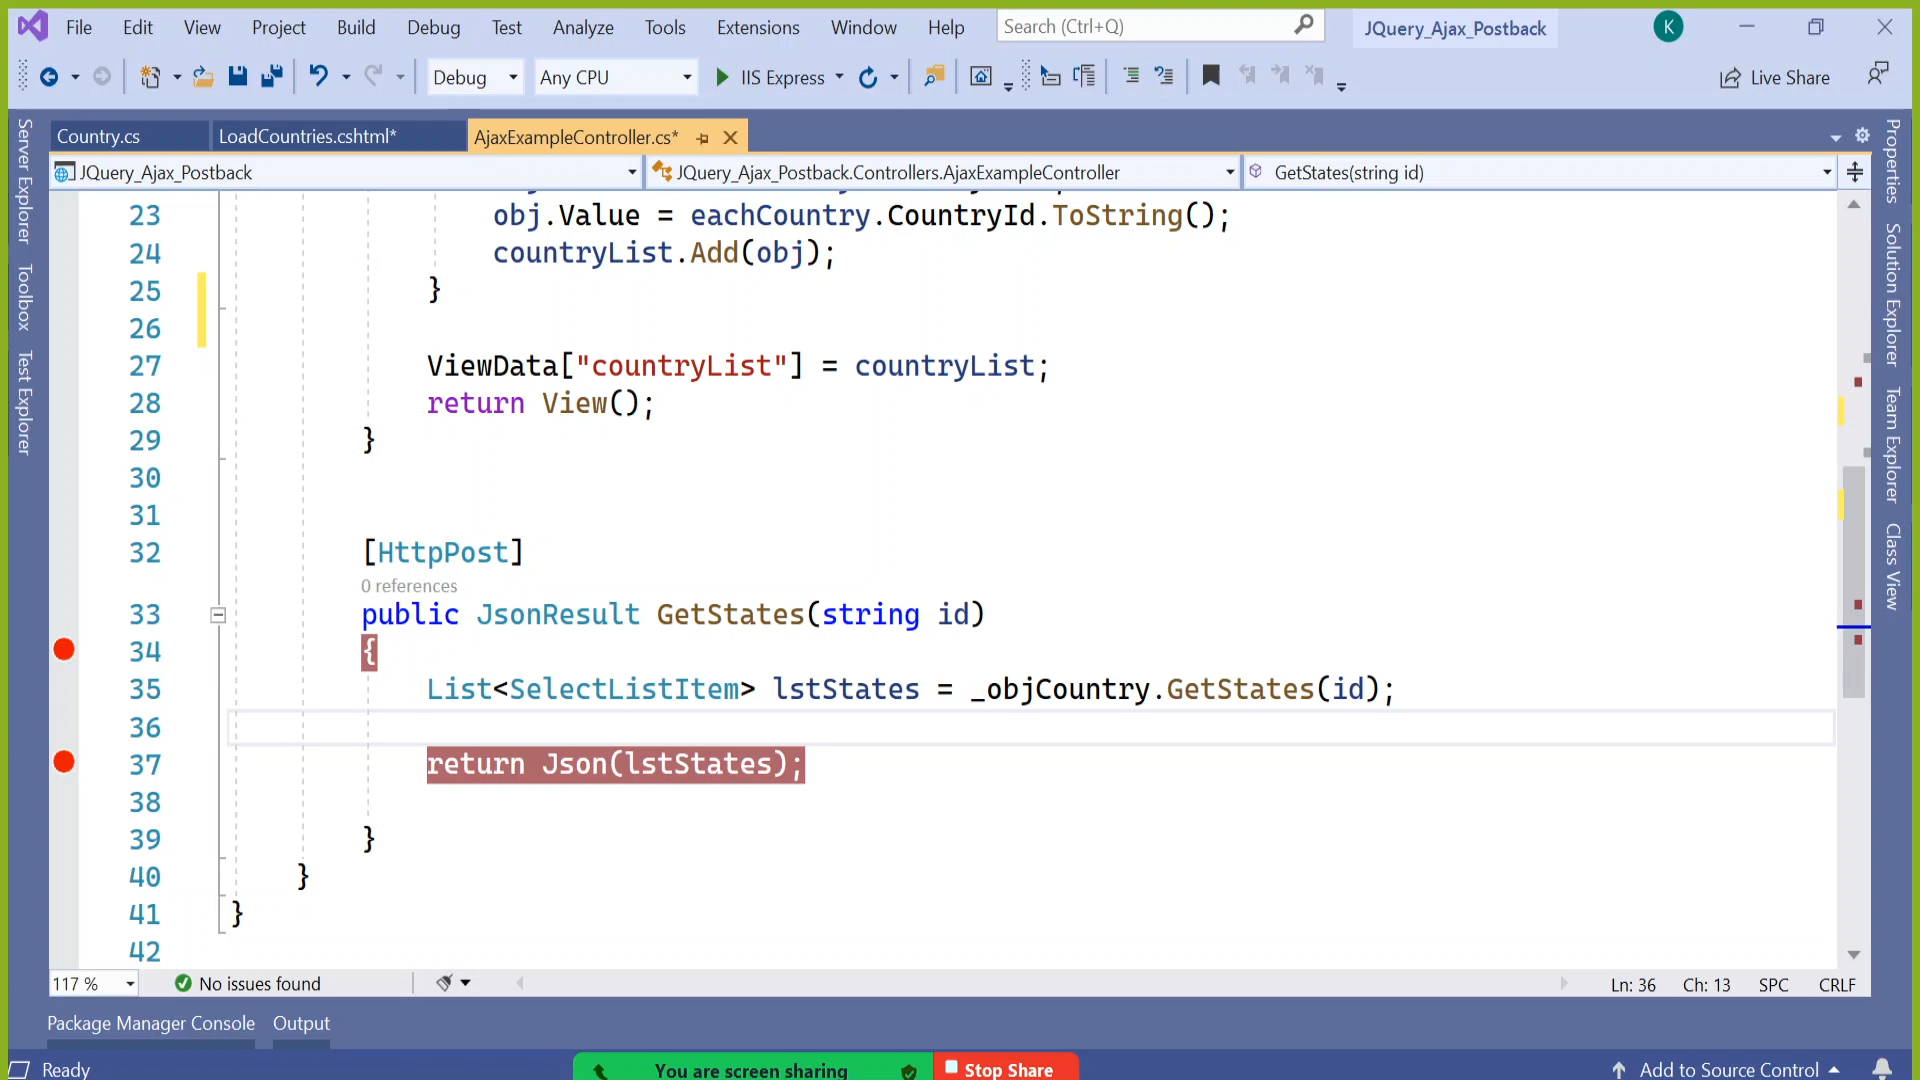 File Edit View Project Build Debug Test Analyze Tools Extensions Window Help Search (Ctrl+Q) JQuery_Ajax_Postback K
Debug Any CPU IIS Express Live Share
Country.cs LoadCountries.cshtml* AjaxExampleController.cs*
JQuery_Ajax_Postback JQuery_Ajax_Postback.Controllers.AjaxExampleController GetStates(string id)
Server Explorer
Toolbox
Test Explorer
23 obj.Value = eachCountry.CountryId.ToString();
24 countryList.Add(obj);
25 }
26
27 ViewData["countryList"] = countryList;
28 return View();
29 }
30
31
32 [HttpPost]
0 references
33 public JsonResult GetStates(string id)
34 {
35 List<SelectListItem> lstStates = _objCountry.GetStates(id);
36
37 return Json(lstStates);
38
39 }
40 }
41 }
42
Properties
Solution Explorer
Team Explorer
Class View
117 % No issues found Ln: 36 Ch: 13 SPC CRLF
Package Manager Console Output
Ready You are screen sharing Stop Share Add to Source Control